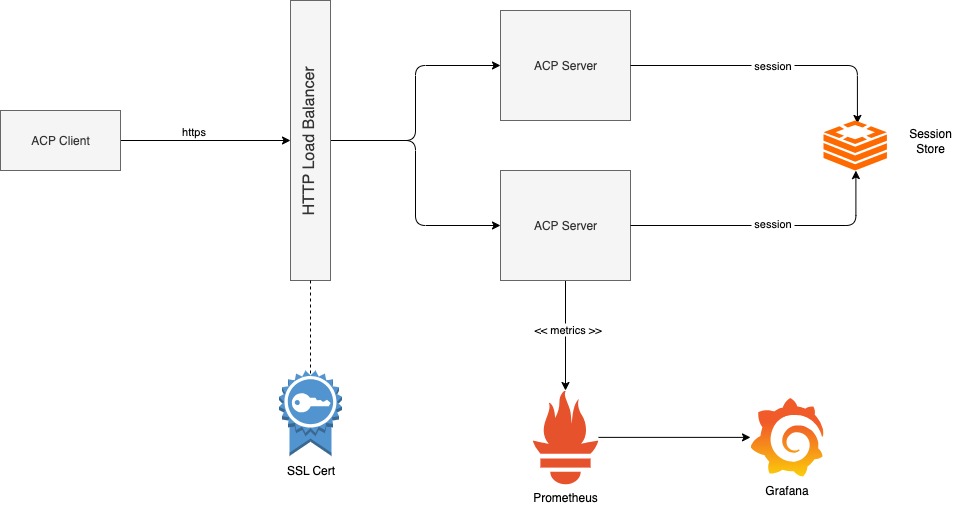 ACP Client
https
HTTP Load Balancer
ACP Server
session
Session
Store
ACP Server
session
<< metrics >>
SSL Cert
Prometheus
Grafana